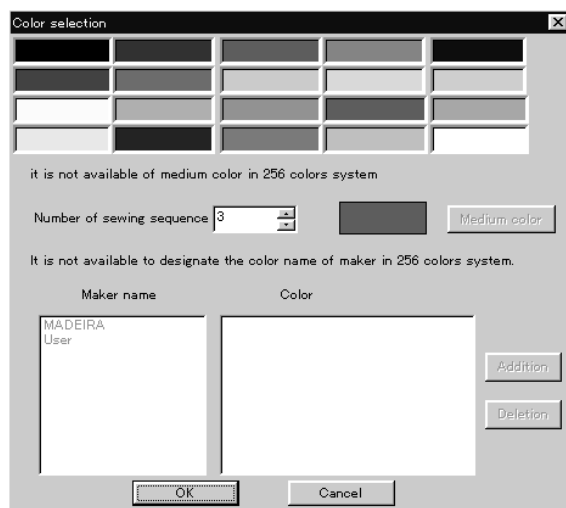 Color selection
it is not available of medium color in 256 colors system
Number of sewing sequence 3 Medium color
It is not available to designate the color name of maker in 256 colors system.
Maker name Color
MADEIRA
User
Addition
Deletion
OK Cancel